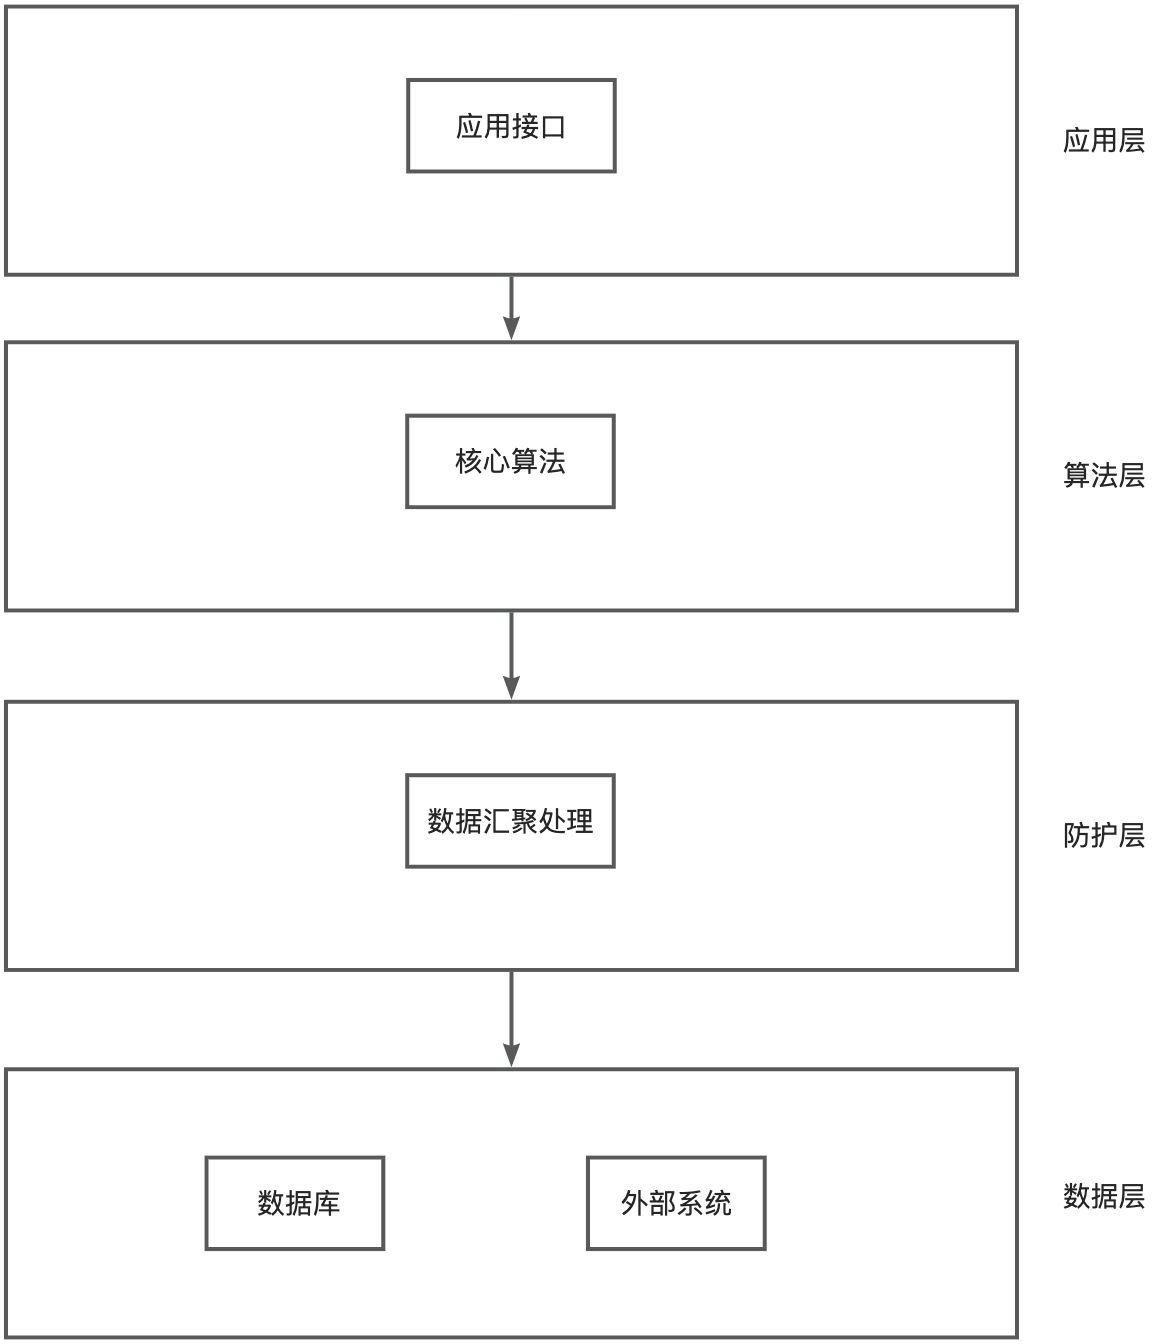 应用接口
应用层
核心算法
算法层
数据汇聚处理
防护层
数据库
外部系统
数据层